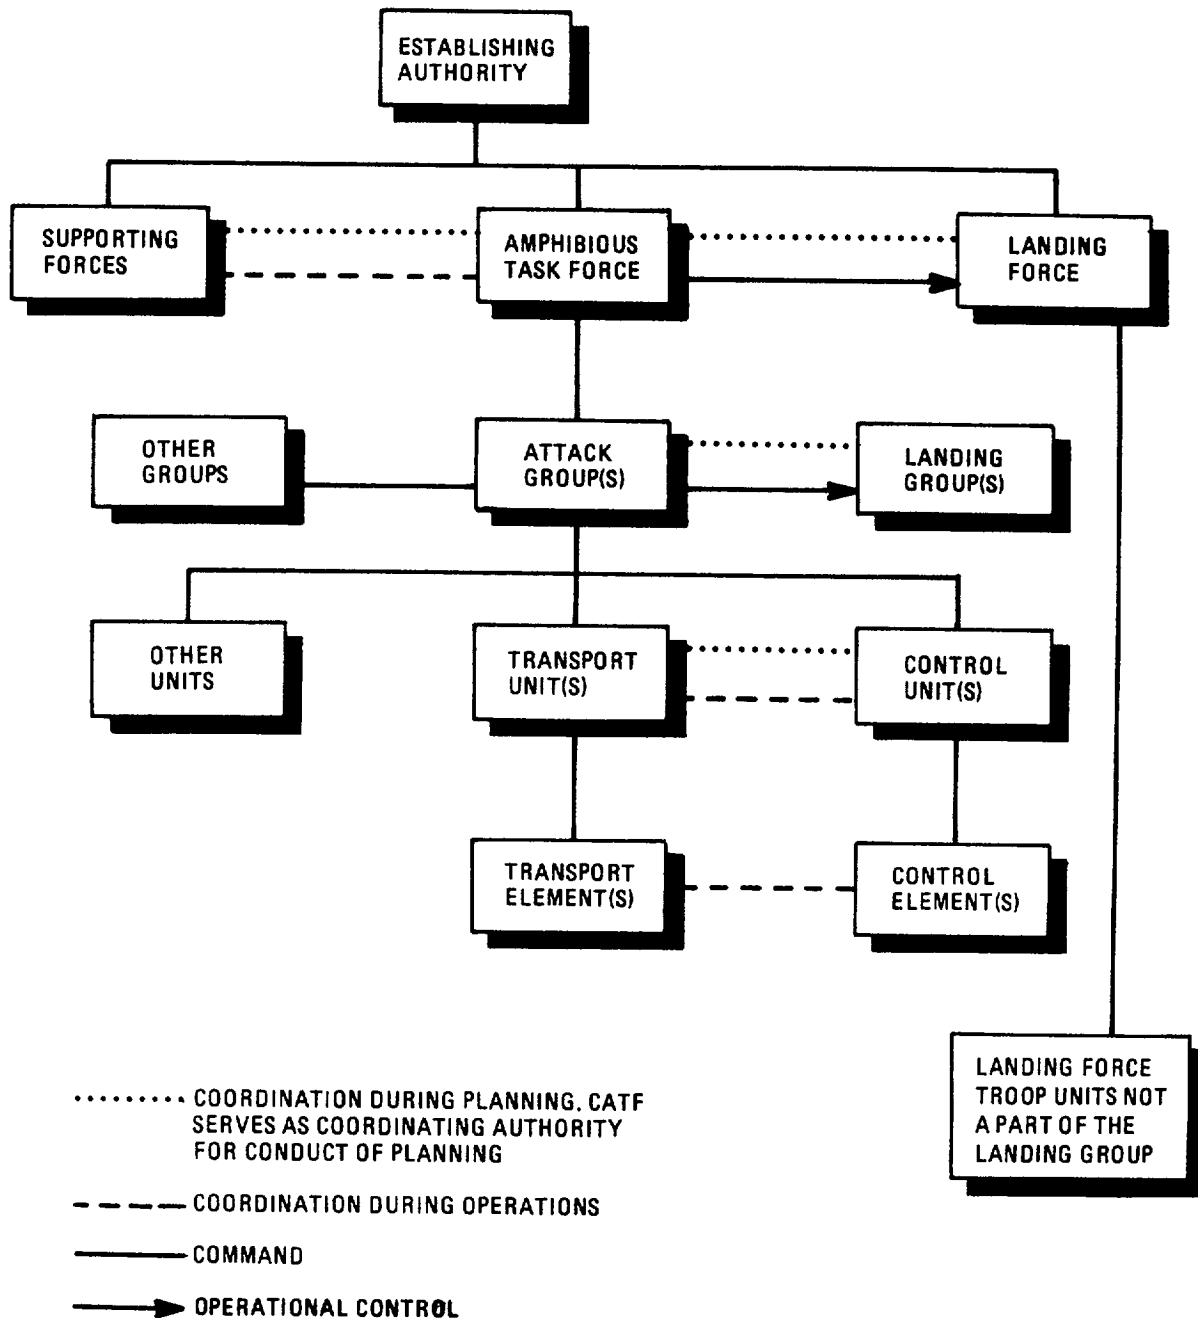 ESTABLISHING
AUTHORITY
SUPPORTING
FORCES
AMPHIBIOUS
TASK FORCE
LANDING
FORCE
OTHER
GROUPS
ATTACK
GROUP(S)
LANDING
GROUP(S)
OTHER
UNITS
TRANSPORT
UNIT(S)
CONTROL
UNIT(S)
TRANSPORT
ELEMENT(S)
CONTROL
ELEMENT(S)
LANDING FORCE
TROOP UNITS NOT
A PART OF THE
LANDING GROUP
COORDINATION DURING PLANNING. CATF
SERVES AS COORDINATING AUTHORITY
FOR CONDUCT OF PLANNING
COORDINATION DURING OPERATIONS
COMMAND
OPERATIONAL CONTROL